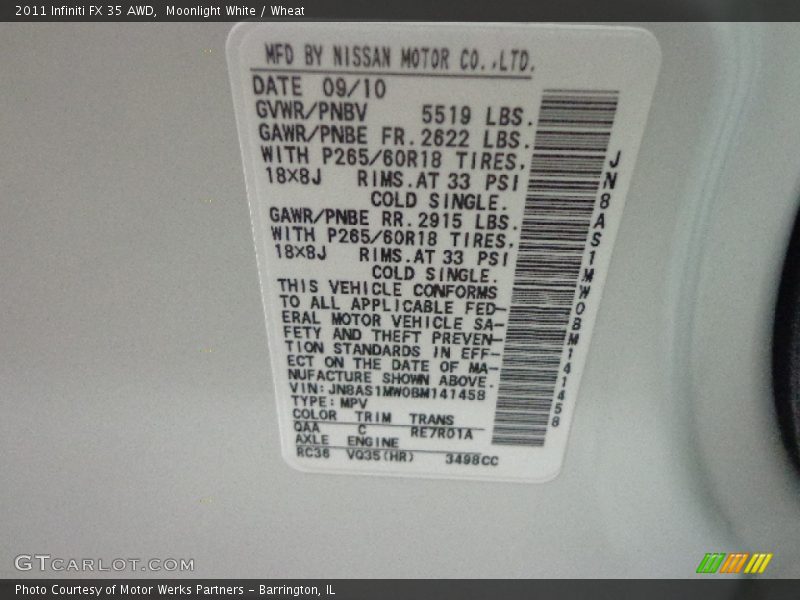 2011 Infiniti FX 35 AWD,  Moonlight White / Wheat
MFD BY NISSAN MOTOR CO.,LTD.
DATE 09/10
GVWR/PNBV 5519 LBS.
GAWR/PNBE FR.2622 LBS.
WITH P265/60R18 TIRES.
18X8J RIMS.AT 33 PSI
COLD SINGLE.
GAWR/PNBE RR.2915 LBS.
WITH P265/60R18 TIRES.
18X8J RIMS.AT 33 PSI
COLD SINGLE.
THIS VEHICLE CONFORMS
TO ALL APPLICABLE FED-
ERAL MOTOR VEHICLE SA-
FETY AND THEFT PREVEN-
TION STANDARDS IN EFF-
ECT ON THE DATE OF MA-
NUFACTURE SHOWN ABOVE.
VIN:JN8AS1MW0BM141458
TYPE:MPV
COLOR TRIM TRANS
QAA C RE7R01A
AXLE ENGINE
RC36 VQ35(HR) 3498CC
JN8AS1MW0BM141458
GTCARLOT.COM
Photo Courtesy of Motor Werks Partners - Barrington, IL